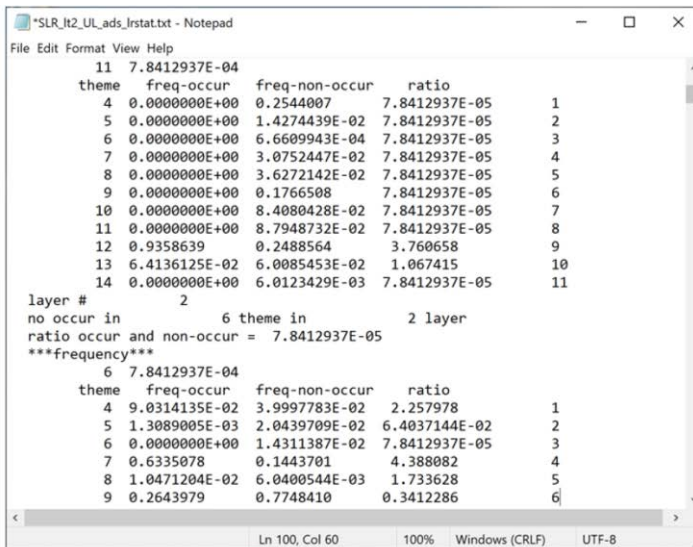 *SLR_lt2_UL_ads_lrstat.txt - Notepad
File Edit Format View Help
11 7.8412937E-04
theme freq-occur freq-non-occur ratio
4 0.0000000E+00 0.2544007 7.8412937E-05 1
5 0.0000000E+00 1.4274439E-02 7.8412937E-05 2
6 0.0000000E+00 6.6609943E-04 7.8412937E-05 3
7 0.0000000E+00 3.0752447E-02 7.8412937E-05 4
8 0.0000000E+00 3.6272142E-02 7.8412937E-05 5
9 0.0000000E+00 0.1766508 7.8412937E-05 6
10 0.0000000E+00 8.4080428E-02 7.8412937E-05 7
11 0.0000000E+00 8.7948732E-02 7.8412937E-05 8
12 0.9358639 0.2488564 3.760658 9
13 6.4136125E-02 6.0085453E-02 1.067415 10
14 0.0000000E+00 6.0123429E-03 7.8412937E-05 11
layer # 2
no occur in 6 theme in 2 layer
ratio occur and non-occur = 7.8412937E-05
***frequency***
6 7.8412937E-04
theme freq-occur freq-non-occur ratio
4 9.0314135E-02 3.9997783E-02 2.257978 1
5 1.3089005E-03 2.0439709E-02 6.4037144E-02 2
6 0.0000000E+00 1.4311387E-02 7.8412937E-05 3
7 0.6335078 0.1443701 4.388082 4
8 1.0471204E-02 6.0400544E-03 1.733628 5
9 0.2643979 0.7748410 0.3412286 6
Ln 100, Col 60 100% Windows (CRLF) UTF-8